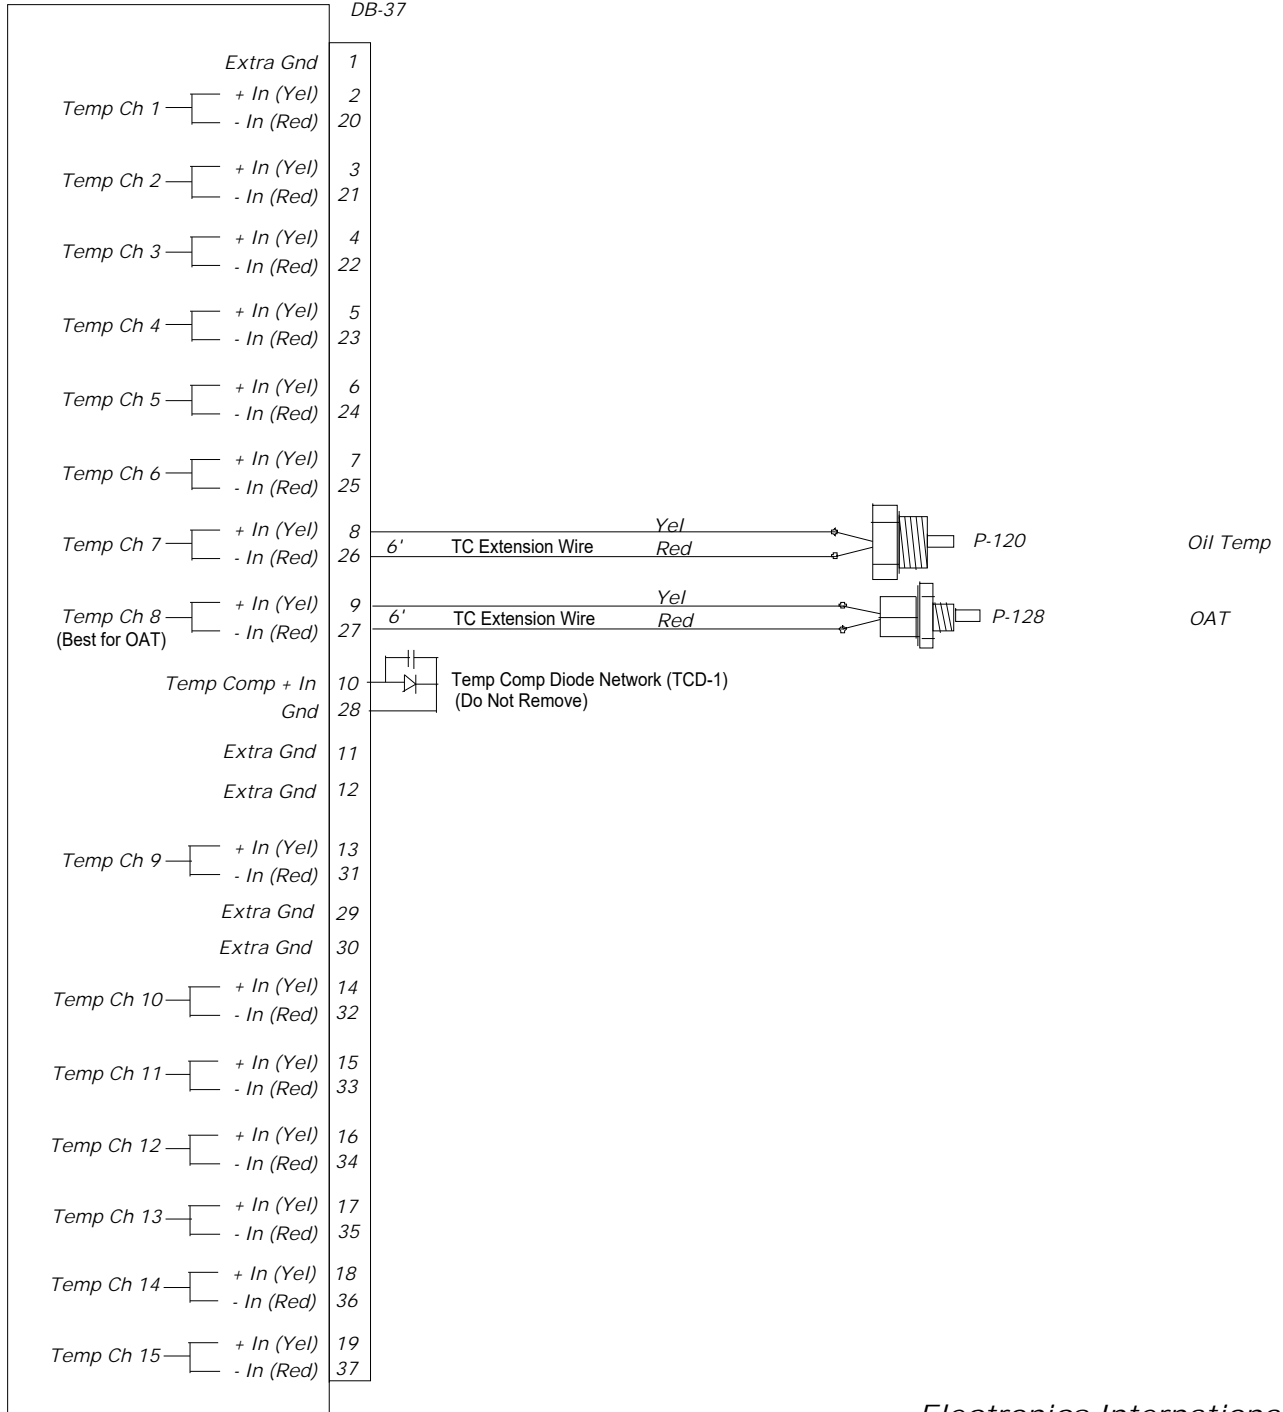 DB-37
Extra Gnd 1
+ In (Yel) 2
Temp Ch 1
- In (Red) 20
+ In (Yel) 3
Temp Ch 2
- In (Red) 21
+ In (Yel) 4
Temp Ch 3
- In (Red) 22
+ In (Yel) 5
Temp Ch 4
- In (Red) 23
+ In (Yel) 6
Temp Ch 5
- In (Red) 24
+ In (Yel) 7
Temp Ch 6
- In (Red) 25
+ In (Yel) 8 Yel
Temp Ch 7 P-120 Oil Temp
- In (Red) 26 6' TC Extension Wire Red
+ In (Yel) 9 Yel
Temp Ch 8 P-128 OAT
- In (Red) 27 6' TC Extension Wire Red
(Best for OAT)
Temp Comp + In 10 Temp Comp Diode Network (TCD-1)
Gnd 28 (Do Not Remove)
Extra Gnd 11
Extra Gnd 12
+ In (Yel) 13
Temp Ch 9
- In (Red) 31
Extra Gnd 29
Extra Gnd 30
+ In (Yel) 14
Temp Ch 10
- In (Red) 32
+ In (Yel) 15
Temp Ch 11
- In (Red) 33
+ In (Yel) 16
Temp Ch 12
- In (Red) 34
+ In (Yel) 17
Temp Ch 13
- In (Red) 35
+ In (Yel) 18
Temp Ch 14
- In (Red) 36
+ In (Yel) 19
Temp Ch 15
- In (Red) 37
Electronics Internationa